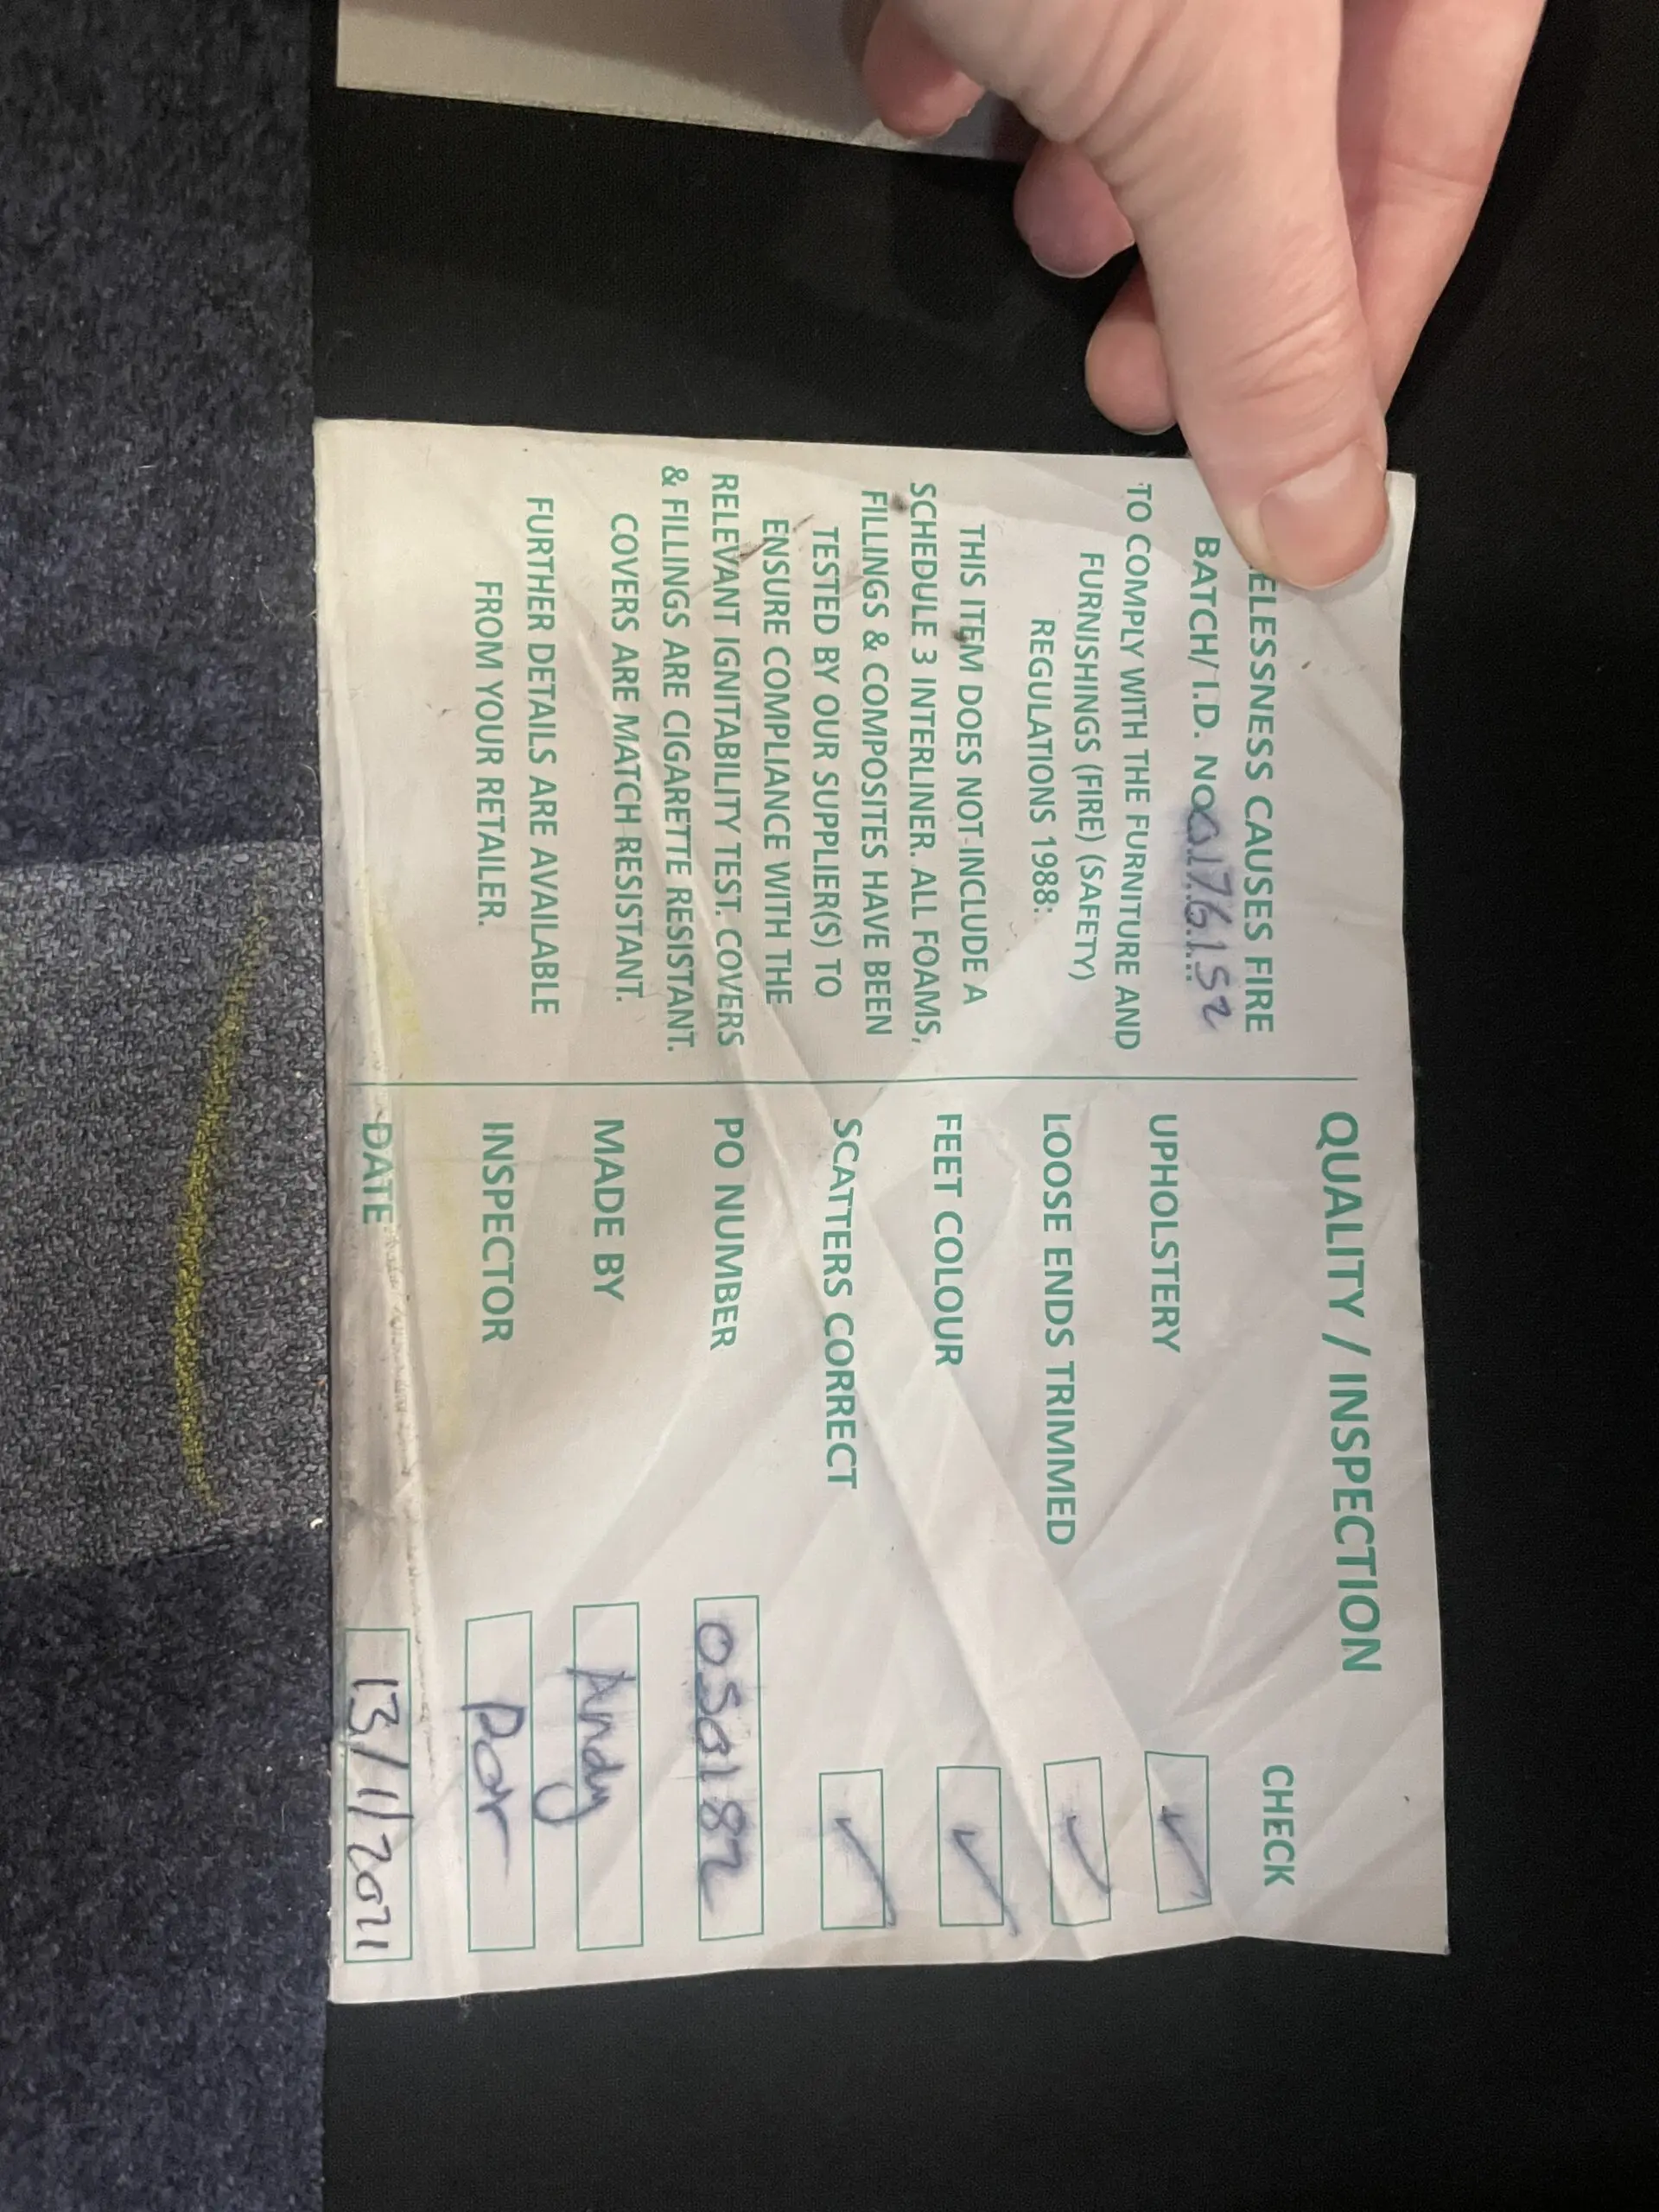 ELESSNESS CAUSES FIRE
BATCH/ I.D. NO 00176152
TO COMPLY WITH THE FURNITURE AND
FURNISHINGS (FIRE) (SAFETY)
REGULATIONS 1988:
THIS ITEM DOES NOT INCLUDE A
SCHEDULE 3 INTERLINER. ALL FOAMS,
FILLINGS & COMPOSITES HAVE BEEN
TESTED BY OUR SUPPLIER(S) TO
ENSURE COMPLIANCE WITH THE
RELEVANT IGNITABILITY TEST. COVERS
& FILLINGS ARE CIGARETTE RESISTANT.
COVERS ARE MATCH RESISTANT.
FURTHER DETAILS ARE AVAILABLE
FROM YOUR RETAILER.
QUALITY / INSPECTION
CHECK
UPHOLSTERY ✓
LOOSE ENDS TRIMMED ✓
FEET COLOUR ✓
SCATTERS CORRECT ✓
PO NUMBER 050182
MADE BY Andy
INSPECTOR
DATE 13/1/2021